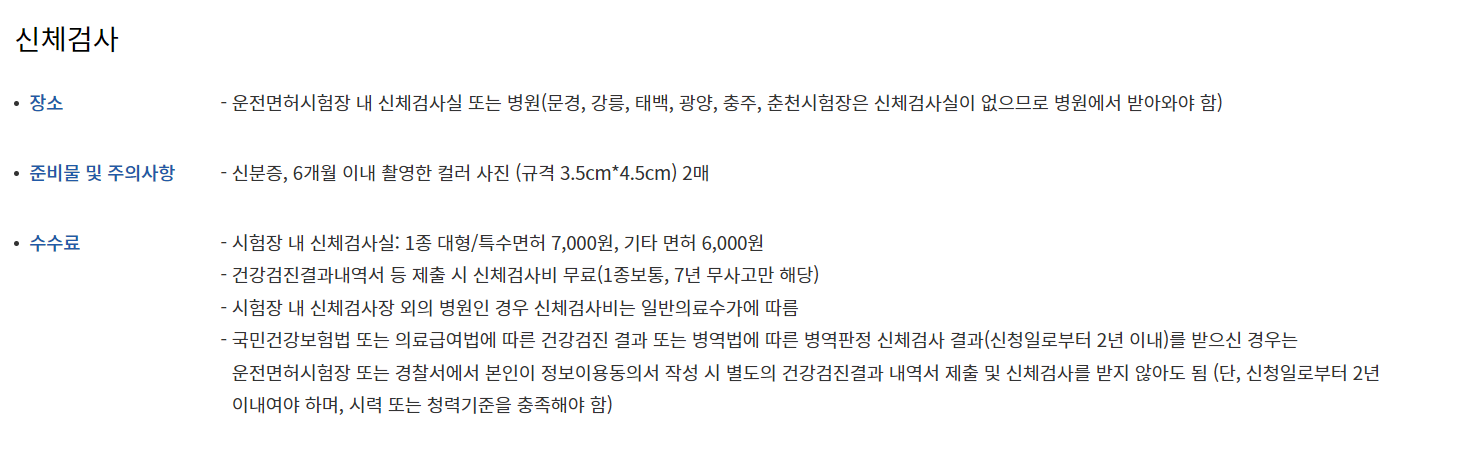 신체검사
• 장소 - 운전면허시험장 내 신체검사실 또는 병원(문경, 강릉, 태백, 광양, 충주, 춘천시험장은 신체검사실이 없으므로 병원에서 받아와야 함)
• 준비물 및 주의사항 - 신분증, 6개월 이내 촬영한 컬러 사진 (규격 3.5cm*4.5cm) 2매
• 수수료 - 시험장 내 신체검사실: 1종 대형/특수면허 7,000원, 기타 면허 6,000원
- 건강검진결과내역서 등 제출 시 신체검사비 무료(1종보통, 7년 무사고만 해당)
- 시험장 내 신체검사장 외의 병원인 경우 신체검사비는 일반의료수가에 따름
- 국민건강보험법 또는 의료급여법에 따른 건강검진 결과 또는 병역법에 따른 병역판정 신체검사 결과(신청일로부터 2년 이내)를 받으신 경우는
운전면허시험장 또는 경찰서에서 본인이 정보이용동의서 작성 시 별도의 건강검진결과 내역서 제출 및 신체검사를 받지 않아도 됨 (단, 신청일로부터 2년
이내여야 하며, 시력 또는 청력기준을 충족해야 함)